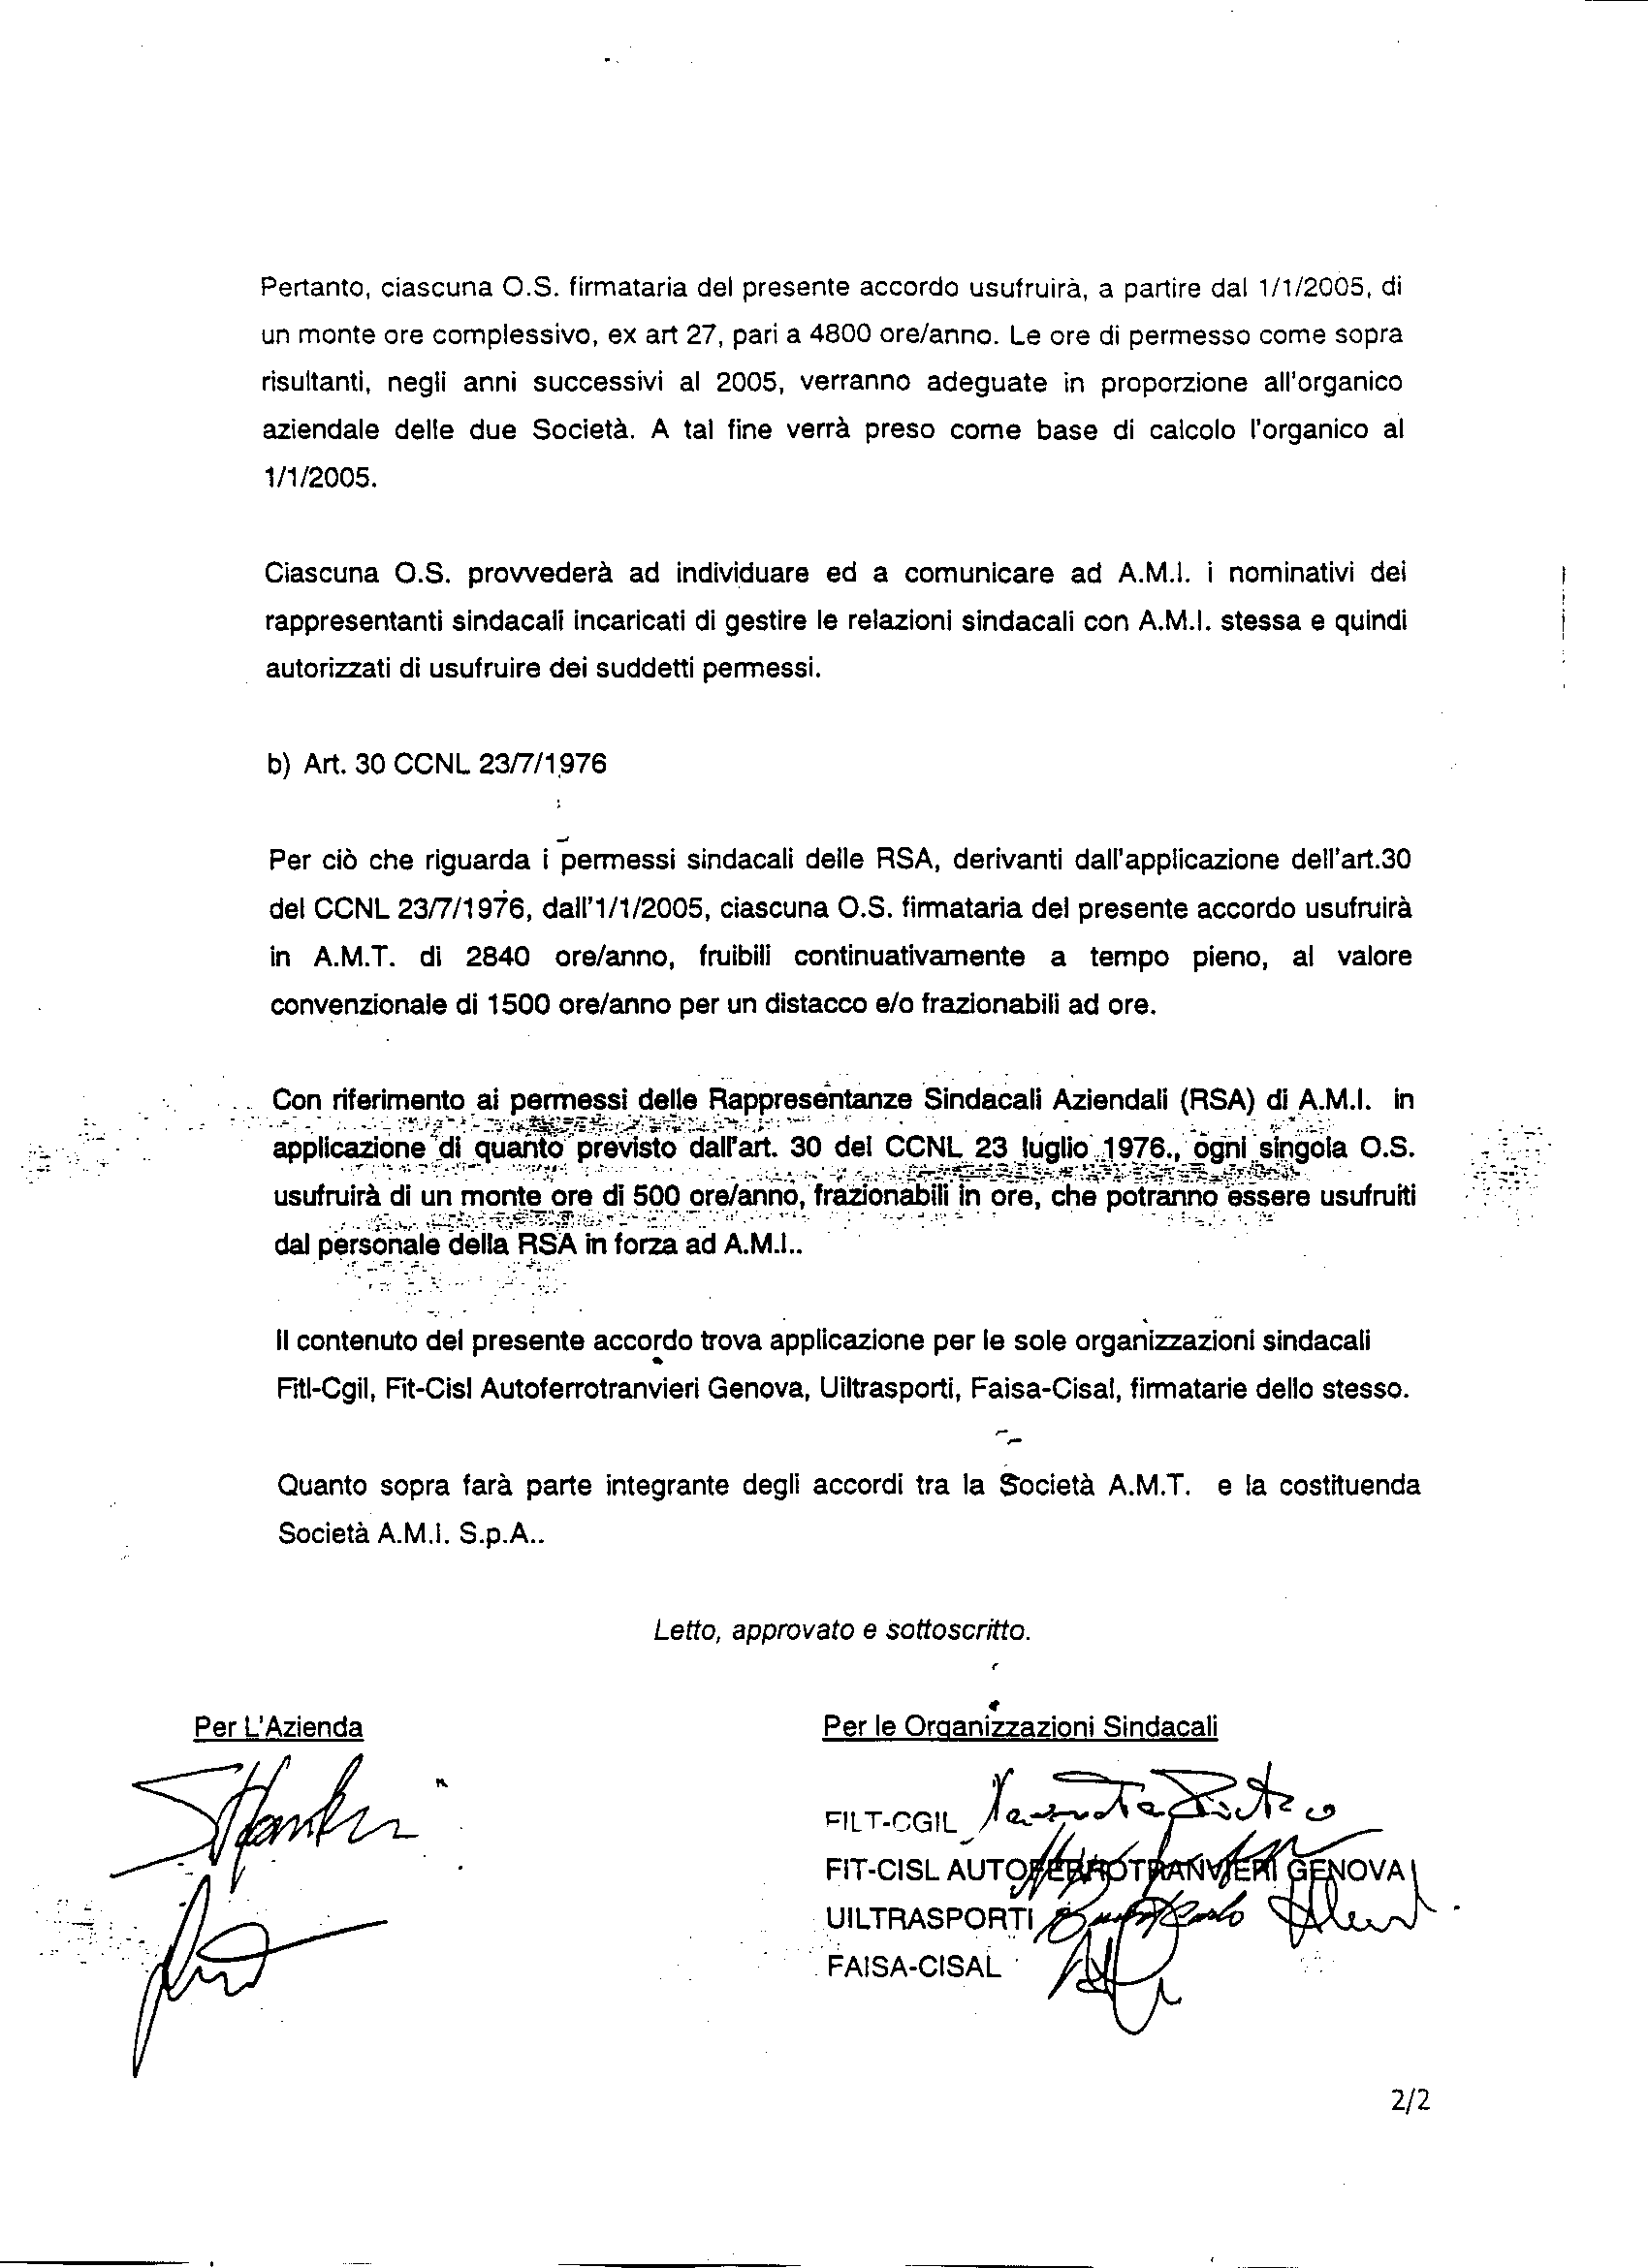 Pertanto, ciascuna O.S. firmataria del presente accordo usufruirà, a partire dal 1/1/2005, di
un monte ore complessivo, ex art 27, pari a 4800 ore/anno. Le ore di permesso come sopra
risultanti, negli anni successivi al 2005, verranno adeguate in proporzione all'organico
aziendale delle due Società. A tal fine verrà preso come base di calcolo l'organico al
1/1/2005.
Ciascuna O.S. provvederà ad individuare ed a comunicare ad A.M.I. i nominativi dei
rappresentanti sindacali incaricati di gestire le relazioni sindacali con A.M.I. stessa e quindi
autorizzati di usufruire dei suddetti permessi.
b) Art. 30 CCNL 23/7/1976
Per ciò che riguarda i permessi sindacali delle RSA, derivanti dall'applicazione dell'art.30
del CCNL 23/7/1976, dall'1/1/2005, ciascuna O.S. firmataria del presente accordo usufruirà
in A.M.T. di 2840 ore/anno, fruibili continuativamente a tempo pieno, al valore
convenzionale di 1500 ore/anno per un distacco e/o frazionabili ad ore.
Con riferimento ai permessi delle Rappresentanze Sindacali Aziendali (RSA) di A.M.I. in
applicazione di quanto previsto dall'art. 30 del CCNL 23 luglio 1976., ogni singola O.S.
usufruirà di un monte ore di 500 ore/anno, frazionabili in ore, che potranno essere usufruiti
dal personale della RSA in forza ad A.M.I..
Il contenuto del presente accordo trova applicazione per le sole organizzazioni sindacali
Fitl-Cgil, Fit-Cisl Autoferrotranvieri Genova, Uiltrasporti, Faisa-Cisal, firmatarie dello stesso.
Quanto sopra farà parte integrante degli accordi tra la Società A.M.T. e la costituenda
Società A.M.I. S.p.A..
Letto, approvato e sottoscritto.
Per L'Azienda
Per le Organizzazioni Sindacali
FILT-CGIL
FIT-CISL AUTOFERROTRANVIERI GENOVA
UILTRASPORTI
FAISA-CISAL
2/2